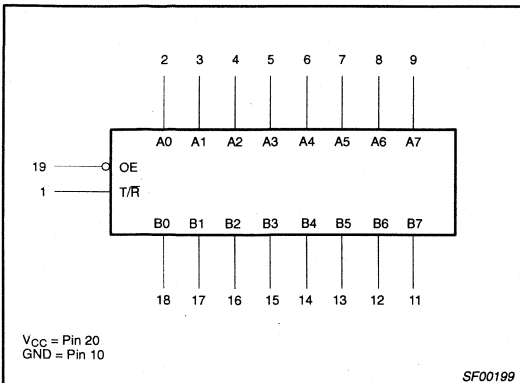 2 3 4 5 6 7 8 9
A0 A1 A2 A3 A4 A5 A6 A7
19 OE
1 T/R̅
B0 B1 B2 B3 B4 B5 B6 B7
18 17 16 15 14 13 12 11
VCC = Pin 20
GND = Pin 10
SF00199